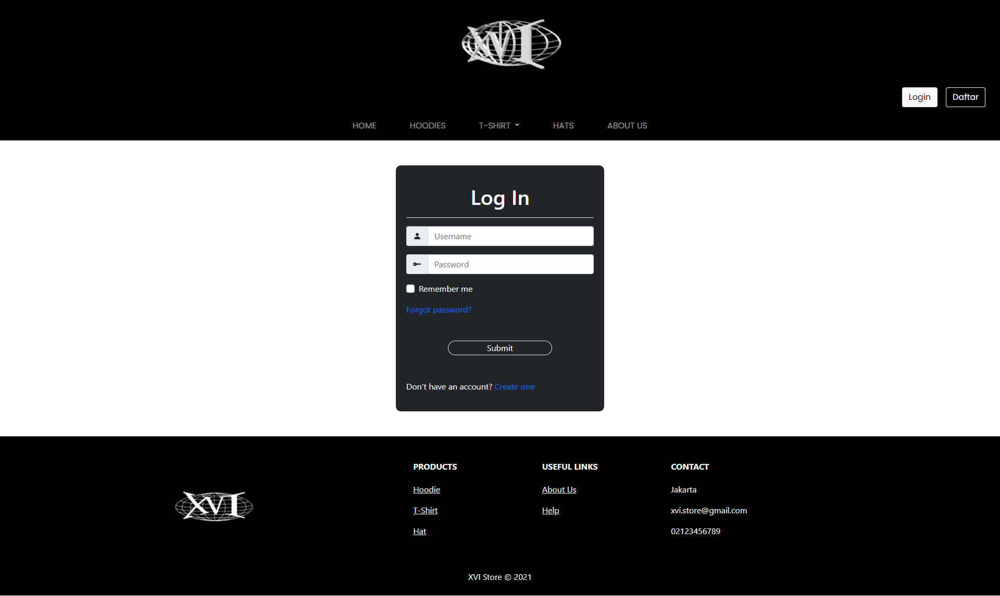 XVI
Login
Daftar
HOME
HOODIES
T-SHIRT
HATS
ABOUT US
Log In
Username
Password
Remember me
Forgot password?
Submit
Don't have an account? Create one
XVI
PRODUCTS
Hoodie
T-Shirt
Hat
USEFUL LINKS
About Us
Help
CONTACT
Jakarta
xvi.store@gmail.com
02123456789
XVI Store © 2021